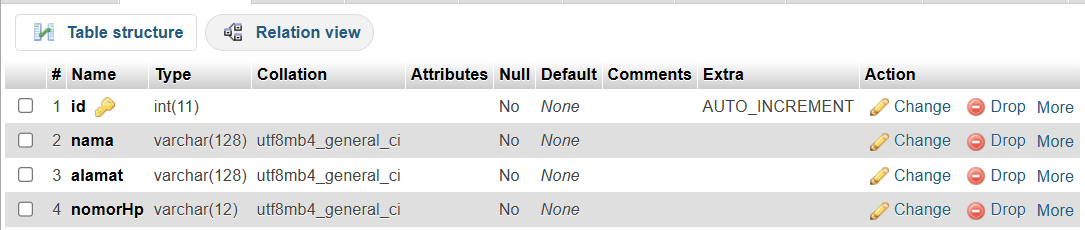 Table structure Relation view
# Name Type Collation Attributes Null Default Comments Extra Action
1 id int(11) No None AUTO_INCREMENT Change Drop More
2 nama varchar(128) utf8mb4_general_ci No None Change Drop More
3 alamat varchar(128) utf8mb4_general_ci No None Change Drop More
4 nomorHp varchar(12) utf8mb4_general_ci No None Change Drop More